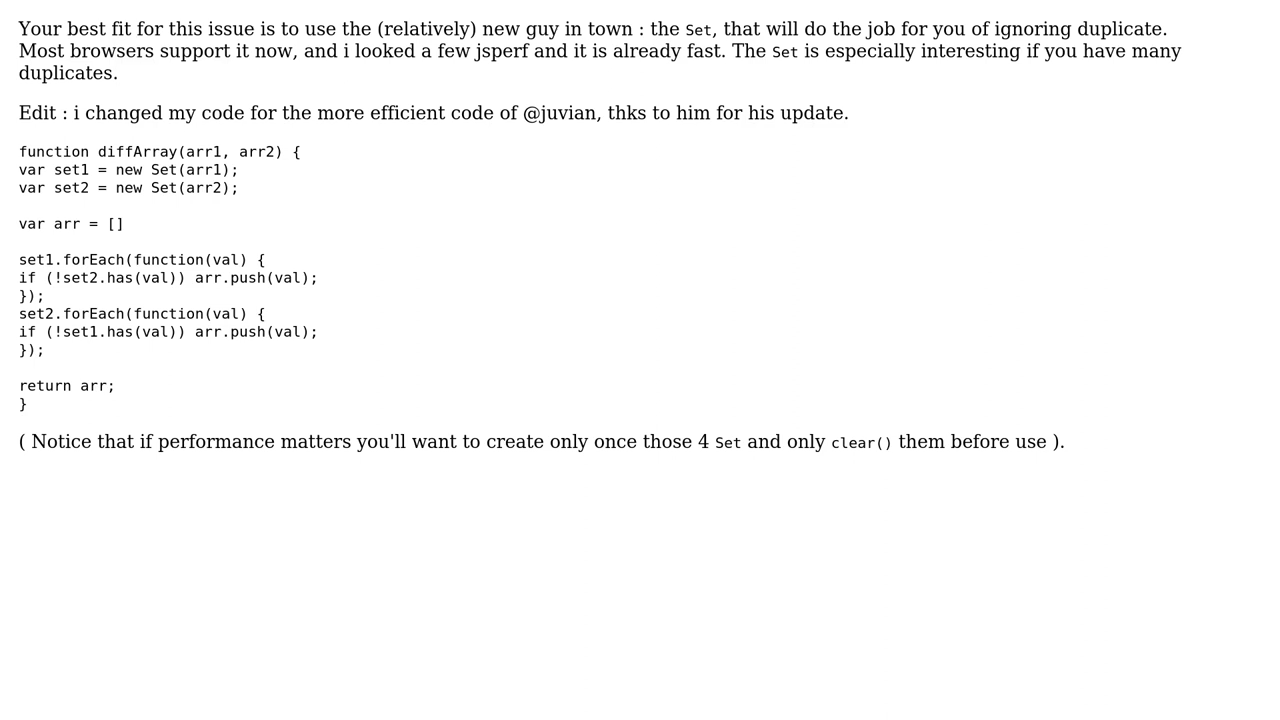 Your best fit for this issue is to use the (relatively) new guy in town : the Set, that will do the job for you of ignoring duplicate.
Most browsers support it now, and i looked a few jsperf and it is already fast. The Set is especially interesting if you have many
duplicates.
Edit : i changed my code for the more efficient code of @juvian, thks to him for his update.
function diffArray(arr1, arr2) {
var set1 = new Set(arr1);
var set2 = new Set(arr2);
var arr = []
set1.forEach(function(val) {
if (!set2.has(val)) arr.push(val);
});
set2.forEach(function(val) {
if (!set1.has(val)) arr.push(val);
});
return arr;
}
( Notice that if performance matters you'll want to create only once those 4 Set and only clear() them before use ).